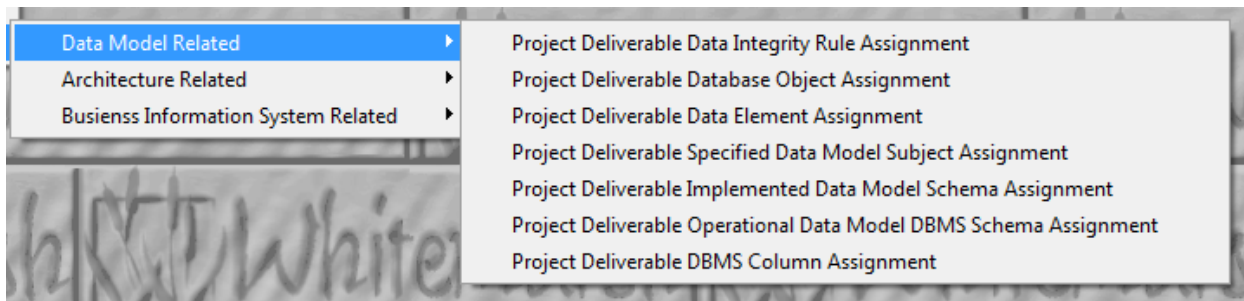 Data Model Related
Architecture Related
Busienss Information System Related
Project Deliverable Data Integrity Rule Assignment
Project Deliverable Database Object Assignment
Project Deliverable Data Element Assignment
Project Deliverable Specified Data Model Subject Assignment
Project Deliverable Implemented Data Model Schema Assignment
Project Deliverable Operational Data Model DBMS Schema Assignment
Project Deliverable DBMS Column Assignment